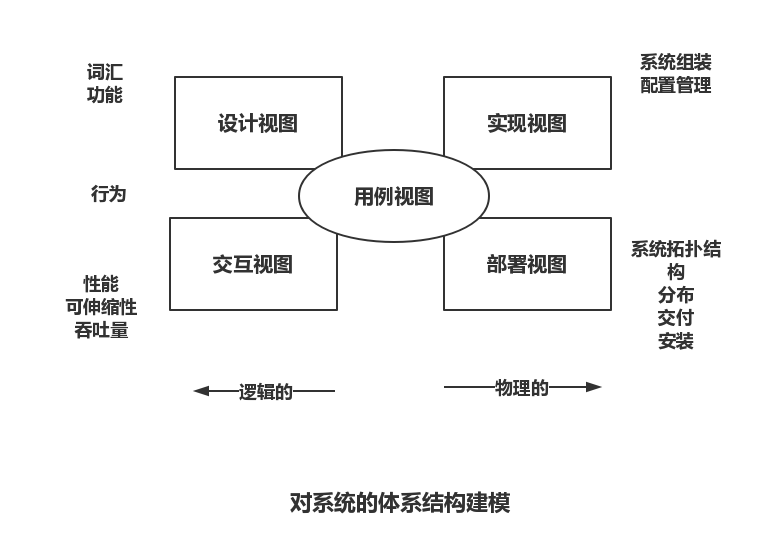 词汇
功能
设计视图
实现视图
系统组装
配置管理
行为
用例视图
交互视图
部署视图
性能
可伸缩性
吞吐量
系统拓扑结
构
分布
交付
安装
逻辑的
物理的
对系统的体系结构建模